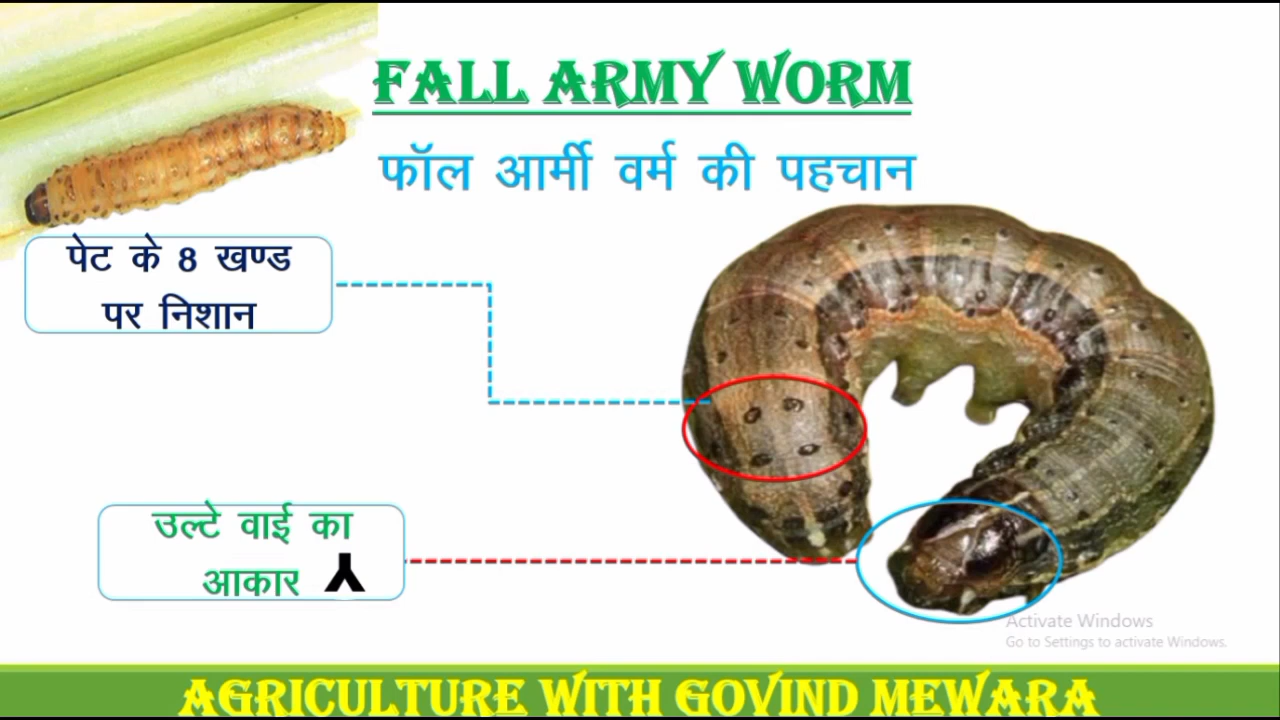 FALL ARMY WORM
फॉल आर्मी वर्म की पहचान
पेट के 8 खण्ड
पर निशान
उल्टे वाई का
आकार
Activate Windows
Go to Settings to activate Windows.
AGRICULTURE WITH GOVIND MEWARA